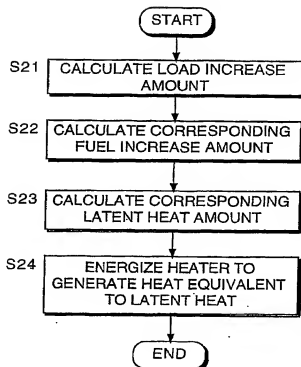 START
S21
CALCULATE LOAD INCREASE
AMOUNT
S22
CALCULATE CORRESPONDING
FUEL INCREASE AMOUNT
S23
CALCULATE CORRESPONDING
LATENT HEAT AMOUNT
S24
ENERGIZE HEATER TO
GENERATE HEAT EQUIVALENT
TO LATENT HEAT
END